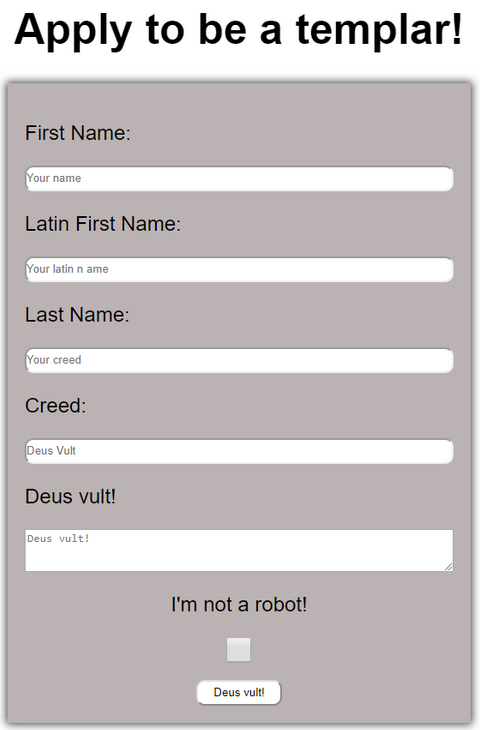 Apply to be a templar!
First Name:
Your name
Latin First Name:
Your latin n ame
Last Name:
Your creed
Creed:
Deus Vult
Deus vult!
Deus vult!
I'm not a robot!
Deus vult!